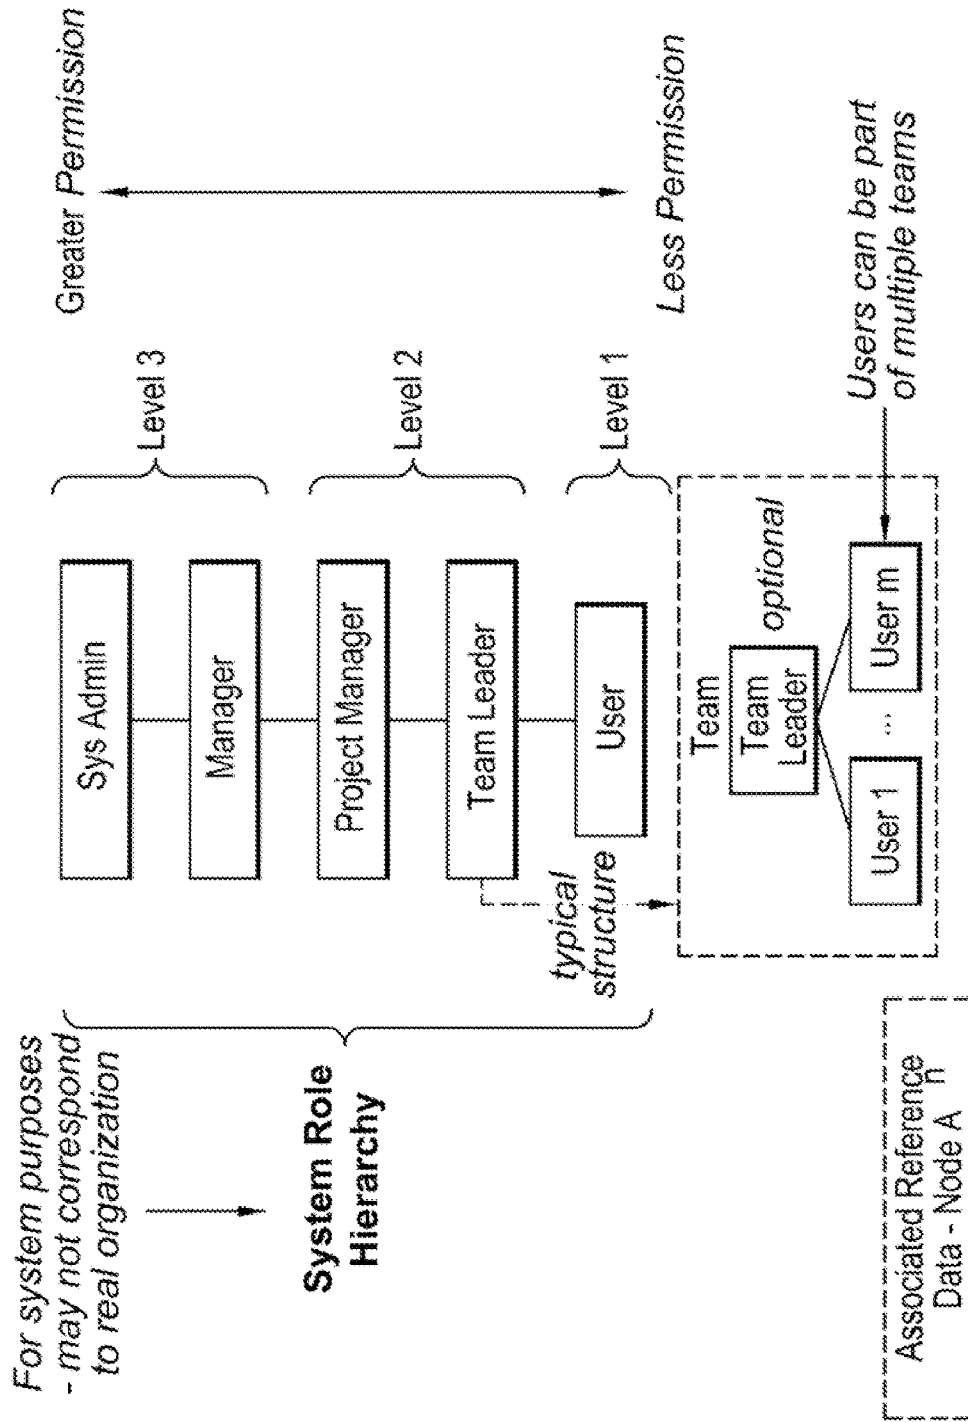 For system purposes
- may not correspond
to real organization
System Role
Hierarchy
Sys Admin
Manager
Project Manager
Team Leader
User
typical
structure
Level 3
Level 2
Level 1
Greater Permission
Less Permission
Team
Team
Leader
optional
User 1
...
User m
Users can be part
of multiple teams
Associated Reference
Data - Node A n